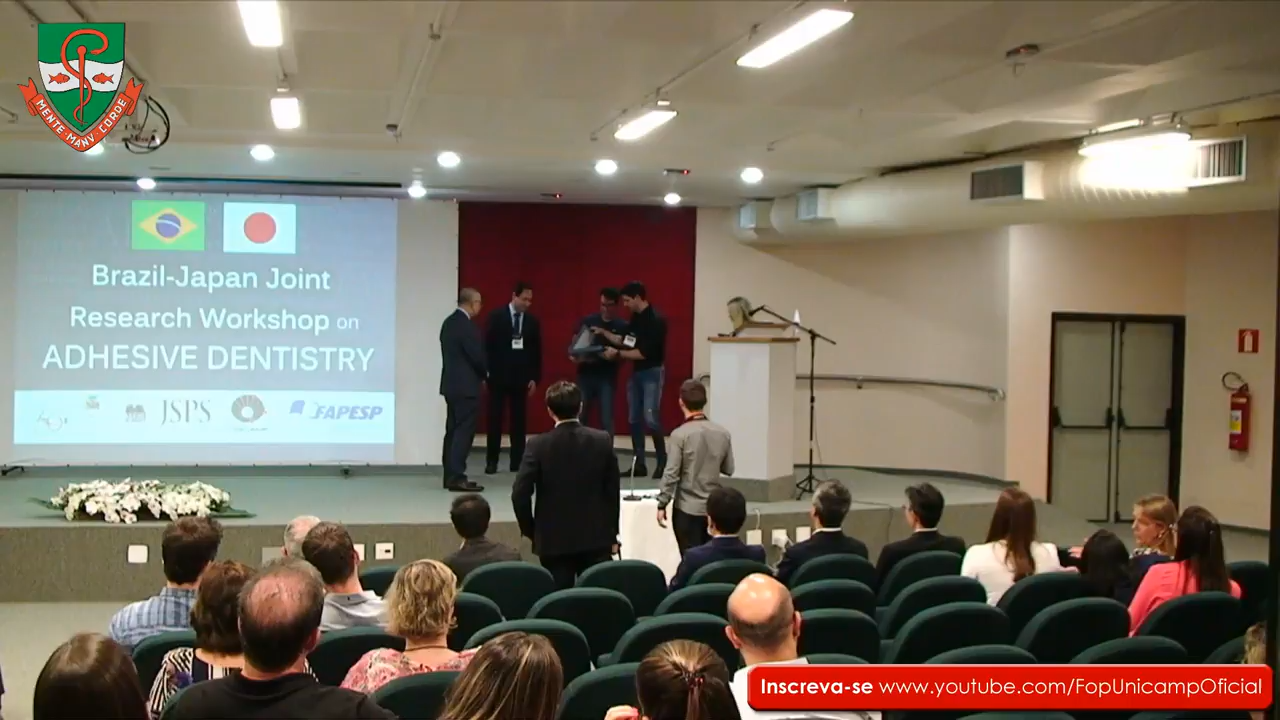 MENTE MANV CORDE
Brazil-Japan Joint
Research Workshop on
ADHESIVE DENTISTRY
JSPS
FAPESP
Inscreva-se www.youtube.com/FopUnicampOficial